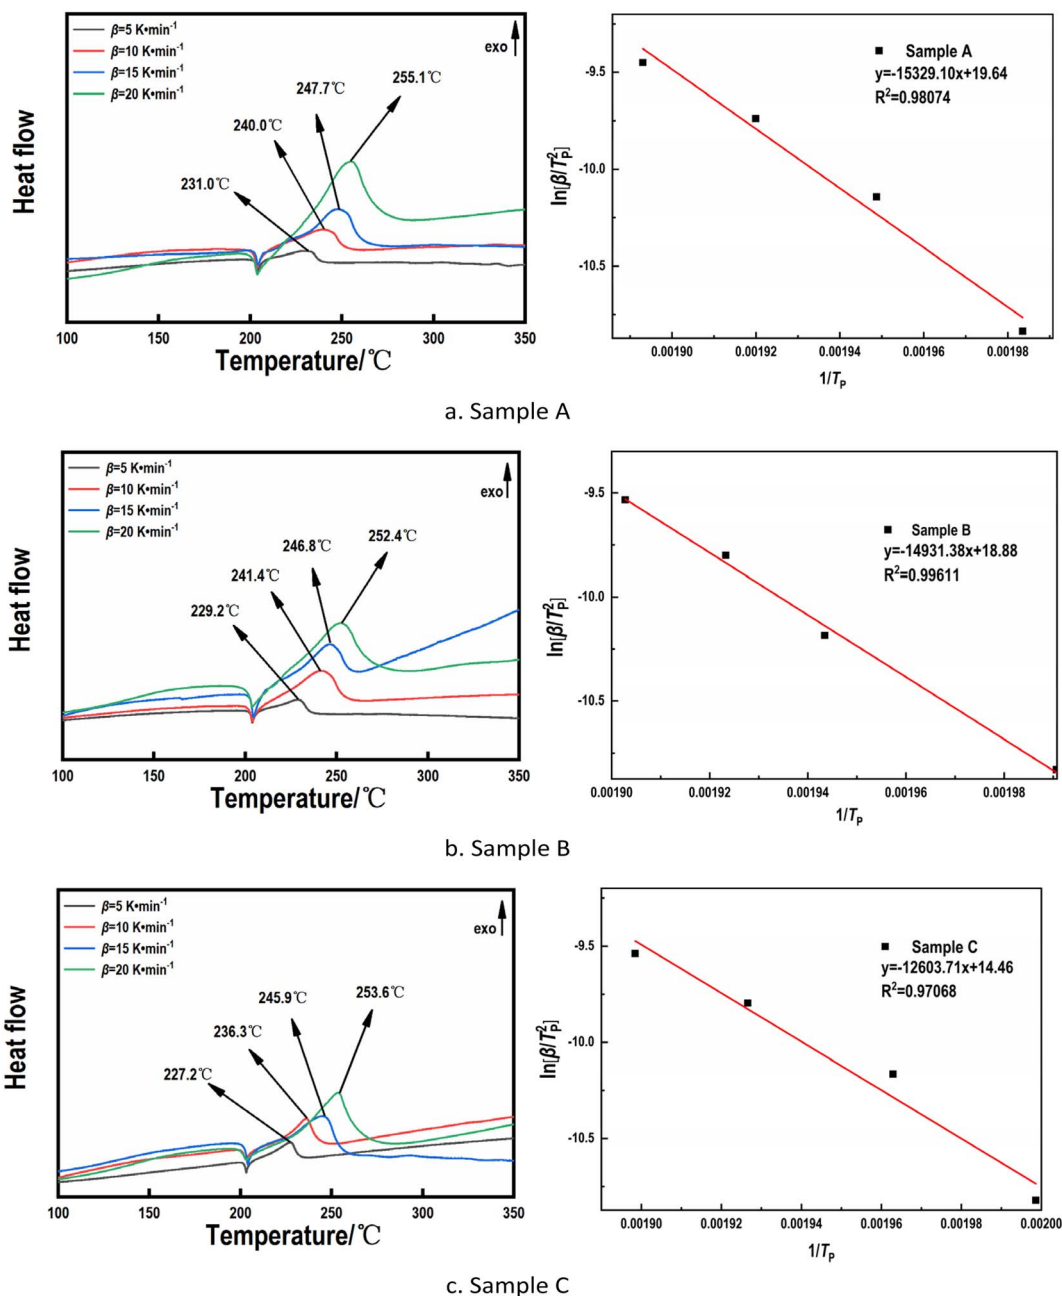 β=5 K•min⁻¹
β=10 K•min⁻¹
β=15 K•min⁻¹
β=20 K•min⁻¹
exo
231.0℃
240.0℃
247.7℃
255.1℃
Heat flow
100 150 200 250 300 350
Temperature/℃
Sample A
y=-15329.10x+19.64
R²=0.98074
ln[β/T_P²]
-9.5
-10.0
-10.5
0.00190 0.00192 0.00194 0.00196 0.00198
1/T_P
a. Sample A
β=5 K•min⁻¹
β=10 K•min⁻¹
β=15 K•min⁻¹
β=20 K•min⁻¹
exo
229.2℃
241.4℃
246.8℃
252.4℃
Heat flow
100 150 200 250 300 350
Temperature/℃
Sample B
y=-14931.38x+18.88
R²=0.99611
ln[β/T_P²]
-9.5
-10.0
-10.5
0.00190 0.00192 0.00194 0.00196 0.00198
1/T_P
b. Sample B
β=5 K•min⁻¹
β=10 K•min⁻¹
β=15 K•min⁻¹
β=20 K•min⁻¹
exo
227.2℃
236.3℃
245.9℃
253.6℃
Heat flow
100 150 200 250 300 350
Temperature/℃
Sample C
y=-12603.71x+14.46
R²=0.97068
ln[β/T_P²]
-9.5
-10.0
-10.5
0.00190 0.00192 0.00194 0.00196 0.00198 0.00200
1/T_P
c. Sample C